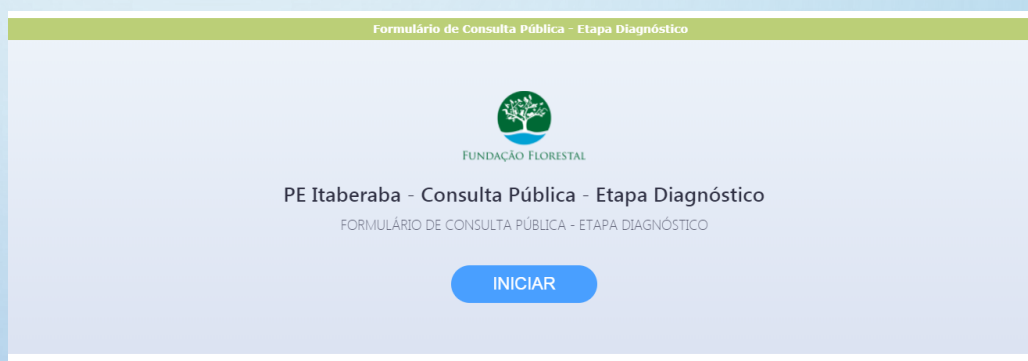 Formulário de Consulta Pública - Etapa Diagnóstico
FUNDAÇÃO FLORESTAL
PE Itaberaba - Consulta Pública - Etapa Diagnóstico
FORMULÁRIO DE CONSULTA PÚBLICA - ETAPA DIAGNÓSTICO
INICIAR